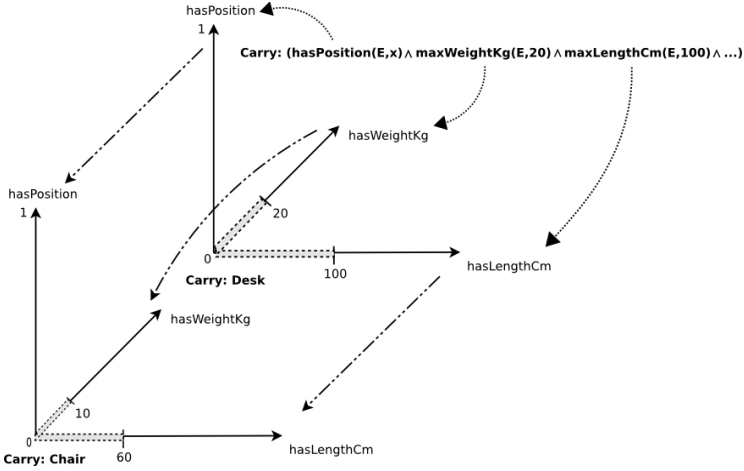 hasPosition
1
Carry: (hasPosition(E,x)∧ maxWeightKg(E,20)∧maxLengthCm(E,100)∧ ...)
hasWeightKg
20
0
100
hasLengthCm
Carry: Desk
hasPosition
1
hasWeightKg
10
0
60
hasLengthCm
Carry: Chair